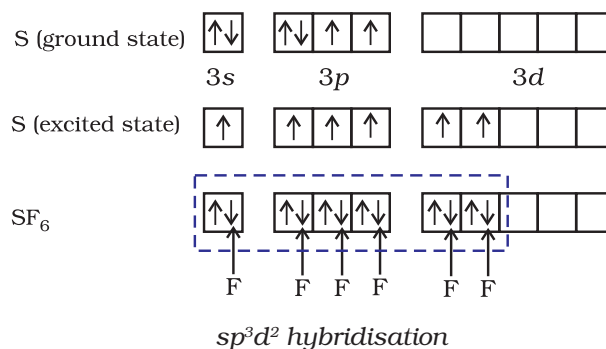 S (ground state)
3s 3p 3d
S (excited state)
SF₆
F F F F F F
sp³d² hybridisation